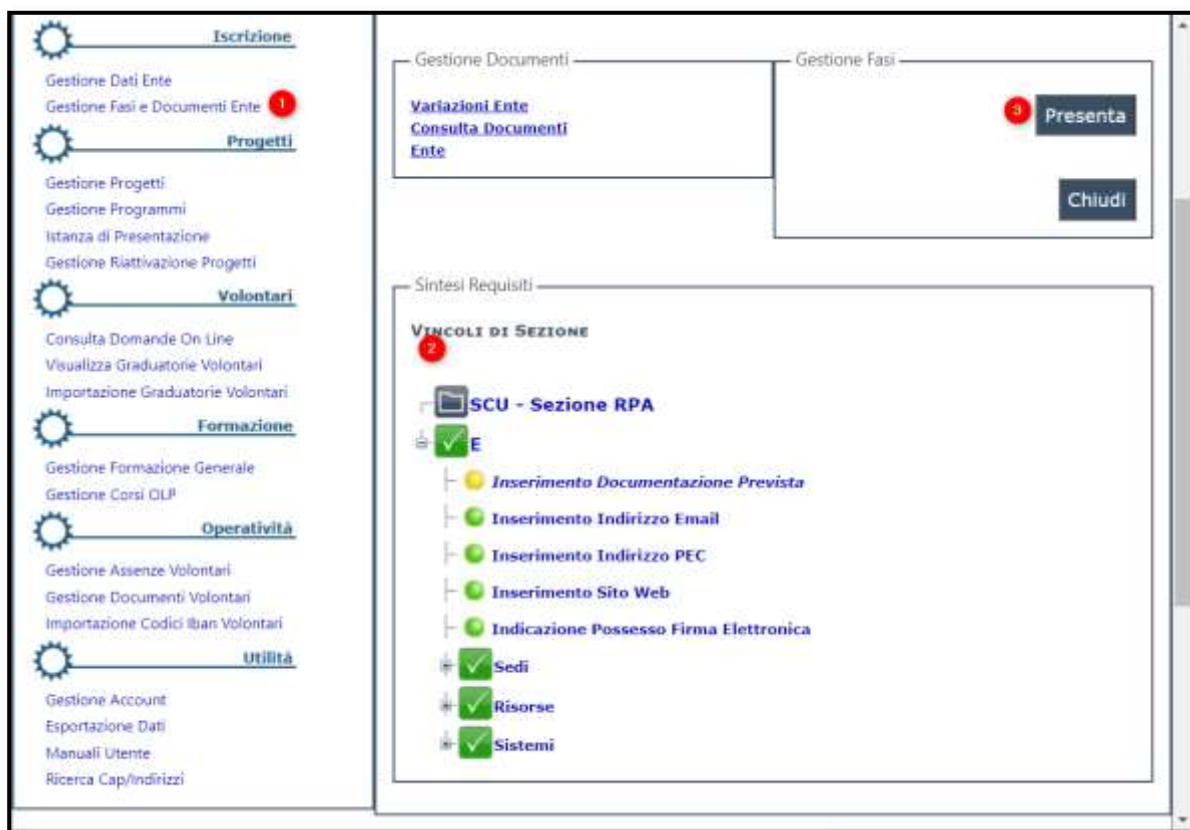 Iscrizione
Gestione Dati Ente
Gestione Fasi e Documenti Ente 1
Progetti
Gestione Progetti
Gestione Programmi
Istanza di Presentazione
Gestione Riattivazione Progetti
Volontari
Consulta Domande On Line
Visualizza Graduatorie Volontari
Importazione Graduatorie Volontari
Formazione
Gestione Formazione Generale
Gestione Corsi OLP
Operatività
Gestione Assenze Volontari
Gestione Documenti Volontari
Importazione Codici Iban Volontari
Utilità
Gestione Account
Esportazione Dati
Manuali Utente
Ricerca Cap/Indirizzi
Gestione Documenti
Variazioni Ente
Consulta Documenti
Ente
Gestione Fasi
3 Presenta
Chiudi
Sintesi Requisiti
VINCOLI DI SEZIONE
2
SCU - Sezione RPA
E
Inserimento Documentazione Prevista
Inserimento Indirizzo Email
Inserimento Indirizzo PEC
Inserimento Sito Web
Indicazione Possesso Firma Elettronica
Sedi
Risorse
Sistemi